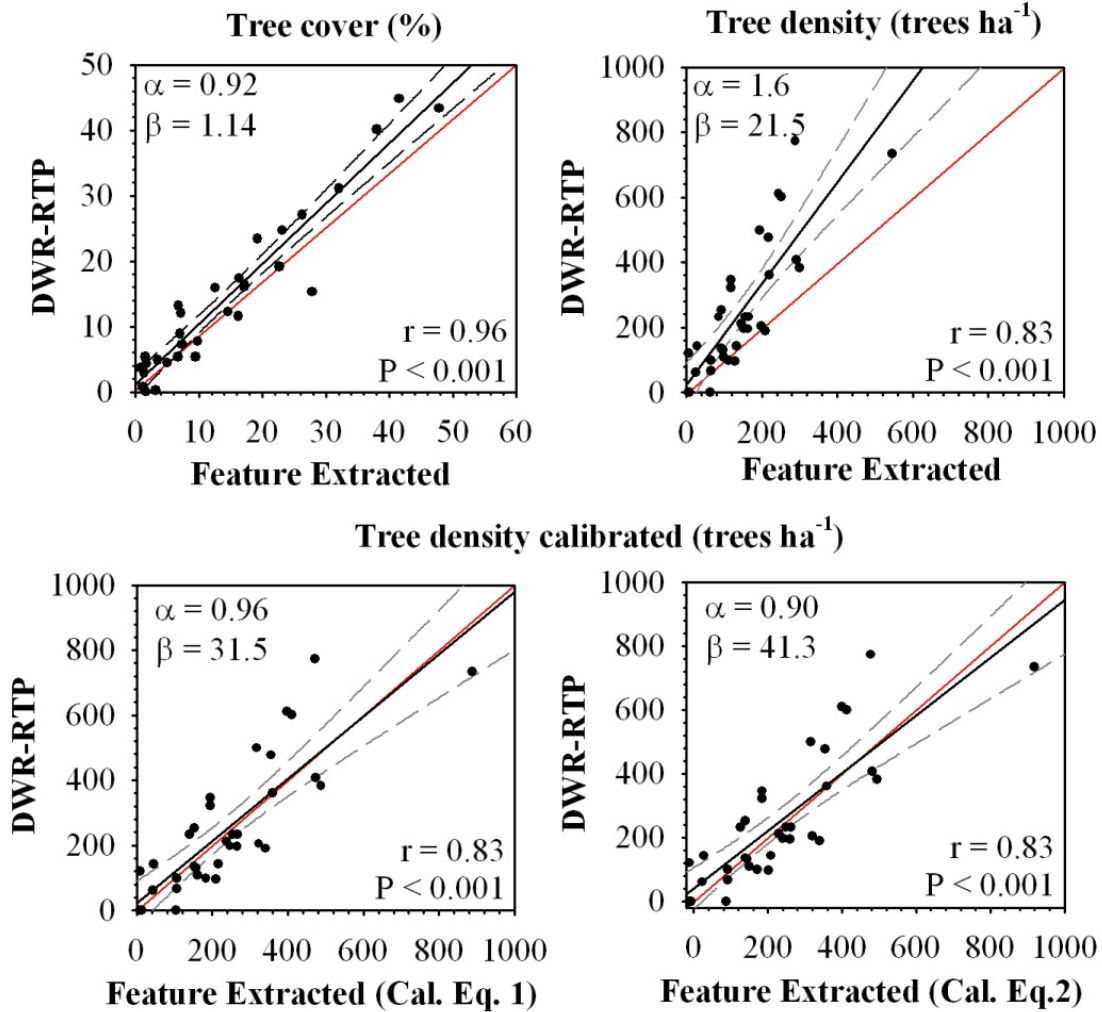 Tree cover (%)
50
40
30
20
10
0
DWR-RTP
α = 0.92
β = 1.14
r = 0.96
P < 0.001
0 10 20 30 40 50 60
Feature Extracted
Tree density (trees ha⁻¹)
1000
800
600
400
200
0
DWR-RTP
α = 1.6
β = 21.5
r = 0.83
P < 0.001
0 200 400 600 800 1000
Feature Extracted
Tree density calibrated (trees ha⁻¹)
1000
800
600
400
200
0
DWR-RTP
α = 0.96
β = 31.5
r = 0.83
P < 0.001
0 200 400 600 800 1000
Feature Extracted (Cal. Eq. 1)
1000
800
600
400
200
0
DWR-RTP
α = 0.90
β = 41.3
r = 0.83
P < 0.001
0 200 400 600 800 1000
Feature Extracted (Cal. Eq.2)